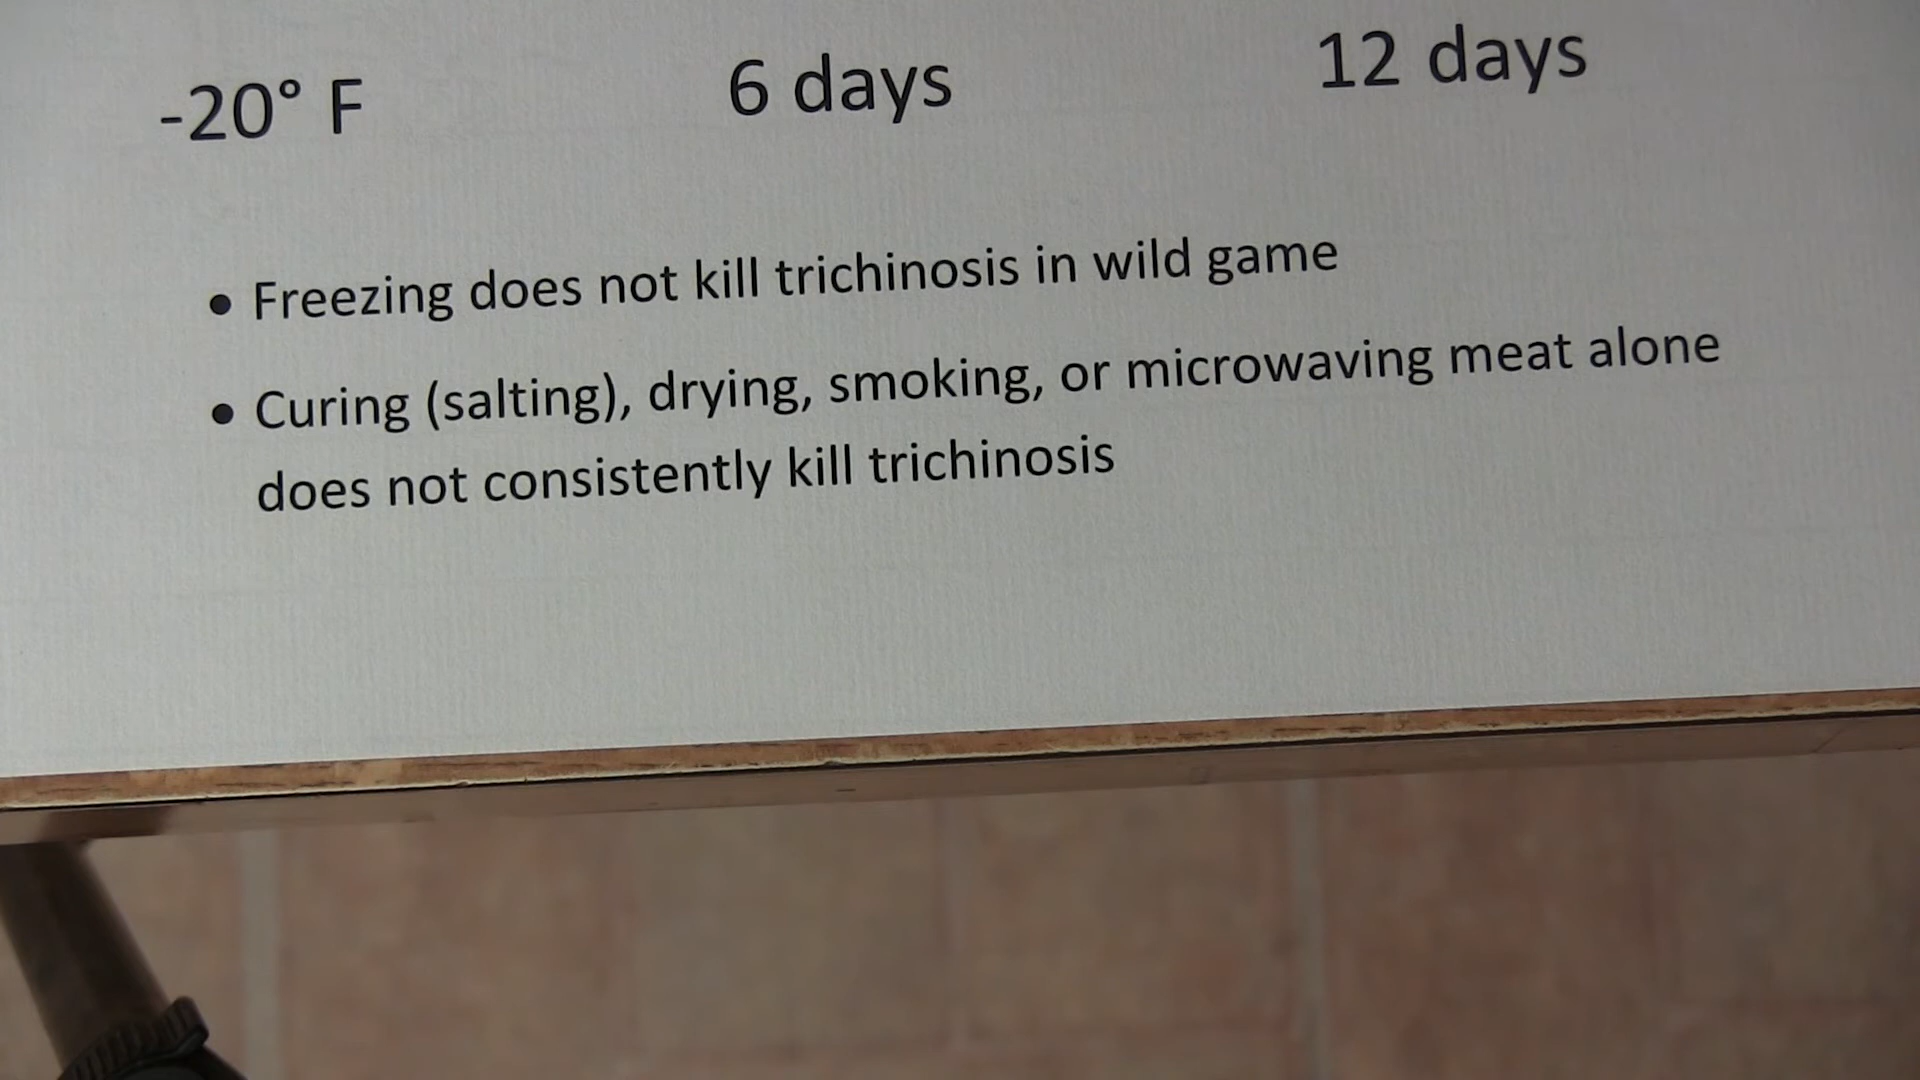 -20° F 6 days 12 days
• Freezing does not kill trichinosis in wild game
• Curing (salting), drying, smoking, or microwaving meat alone
does not consistently kill trichinosis